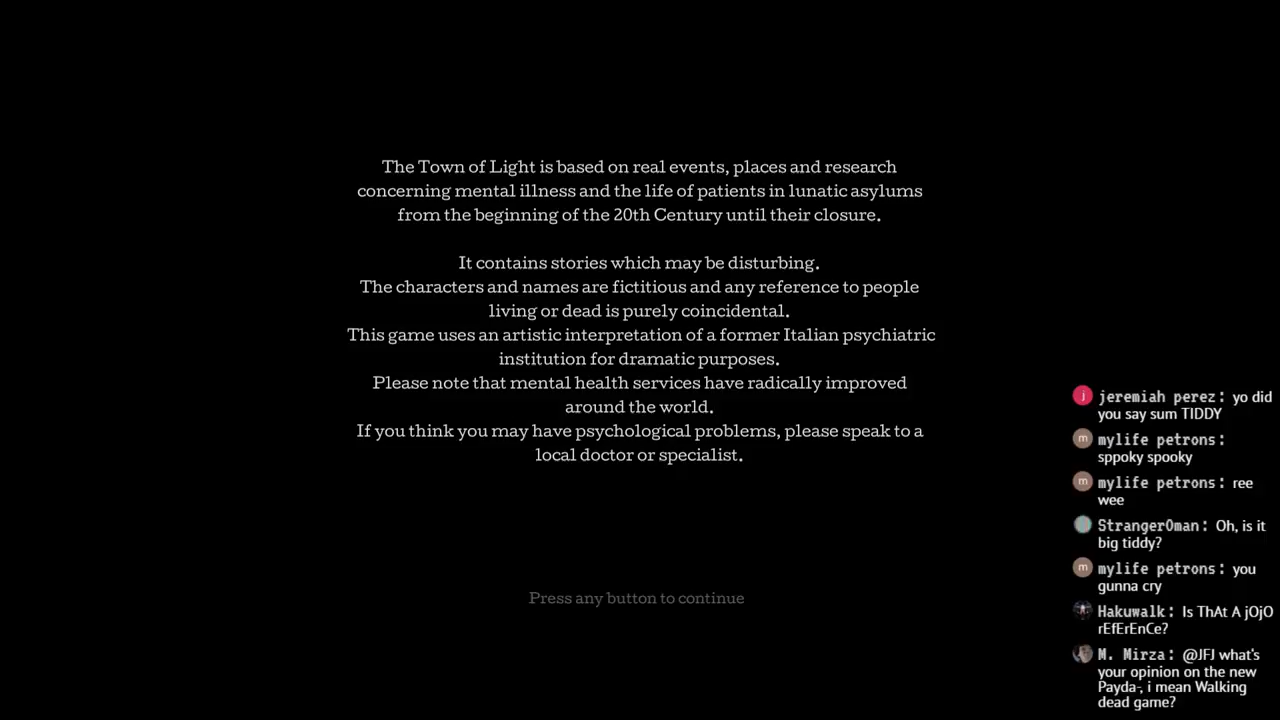 The Town of Light is based on real events, places and research
concerning mental illness and the life of patients in lunatic asylums
from the beginning of the 20th Century until their closure.
It contains stories which may be disturbing.
The characters and names are fictitious and any reference to people
living or dead is purely coincidental.
This game uses an artistic interpretation of a former Italian psychiatric
institution for dramatic purposes.
Please note that mental health services have radically improved
around the world.
If you think you may have psychological problems, please speak to a
local doctor or specialist.
Press any button to continue
j jeremiah perez: yo did
you say sum TIDDY
m mylife petrons:
sppoky spooky
m mylife petrons: ree
wee
StrangerOman: Oh, is it
big tiddy?
m mylife petrons: you
gunna cry
Hakuwalk: Is ThAt A jOjO
rEfErEnCe?
M. Mirza: @JFJ what's
your opinion on the new
Payda-, i mean Walking
dead game?